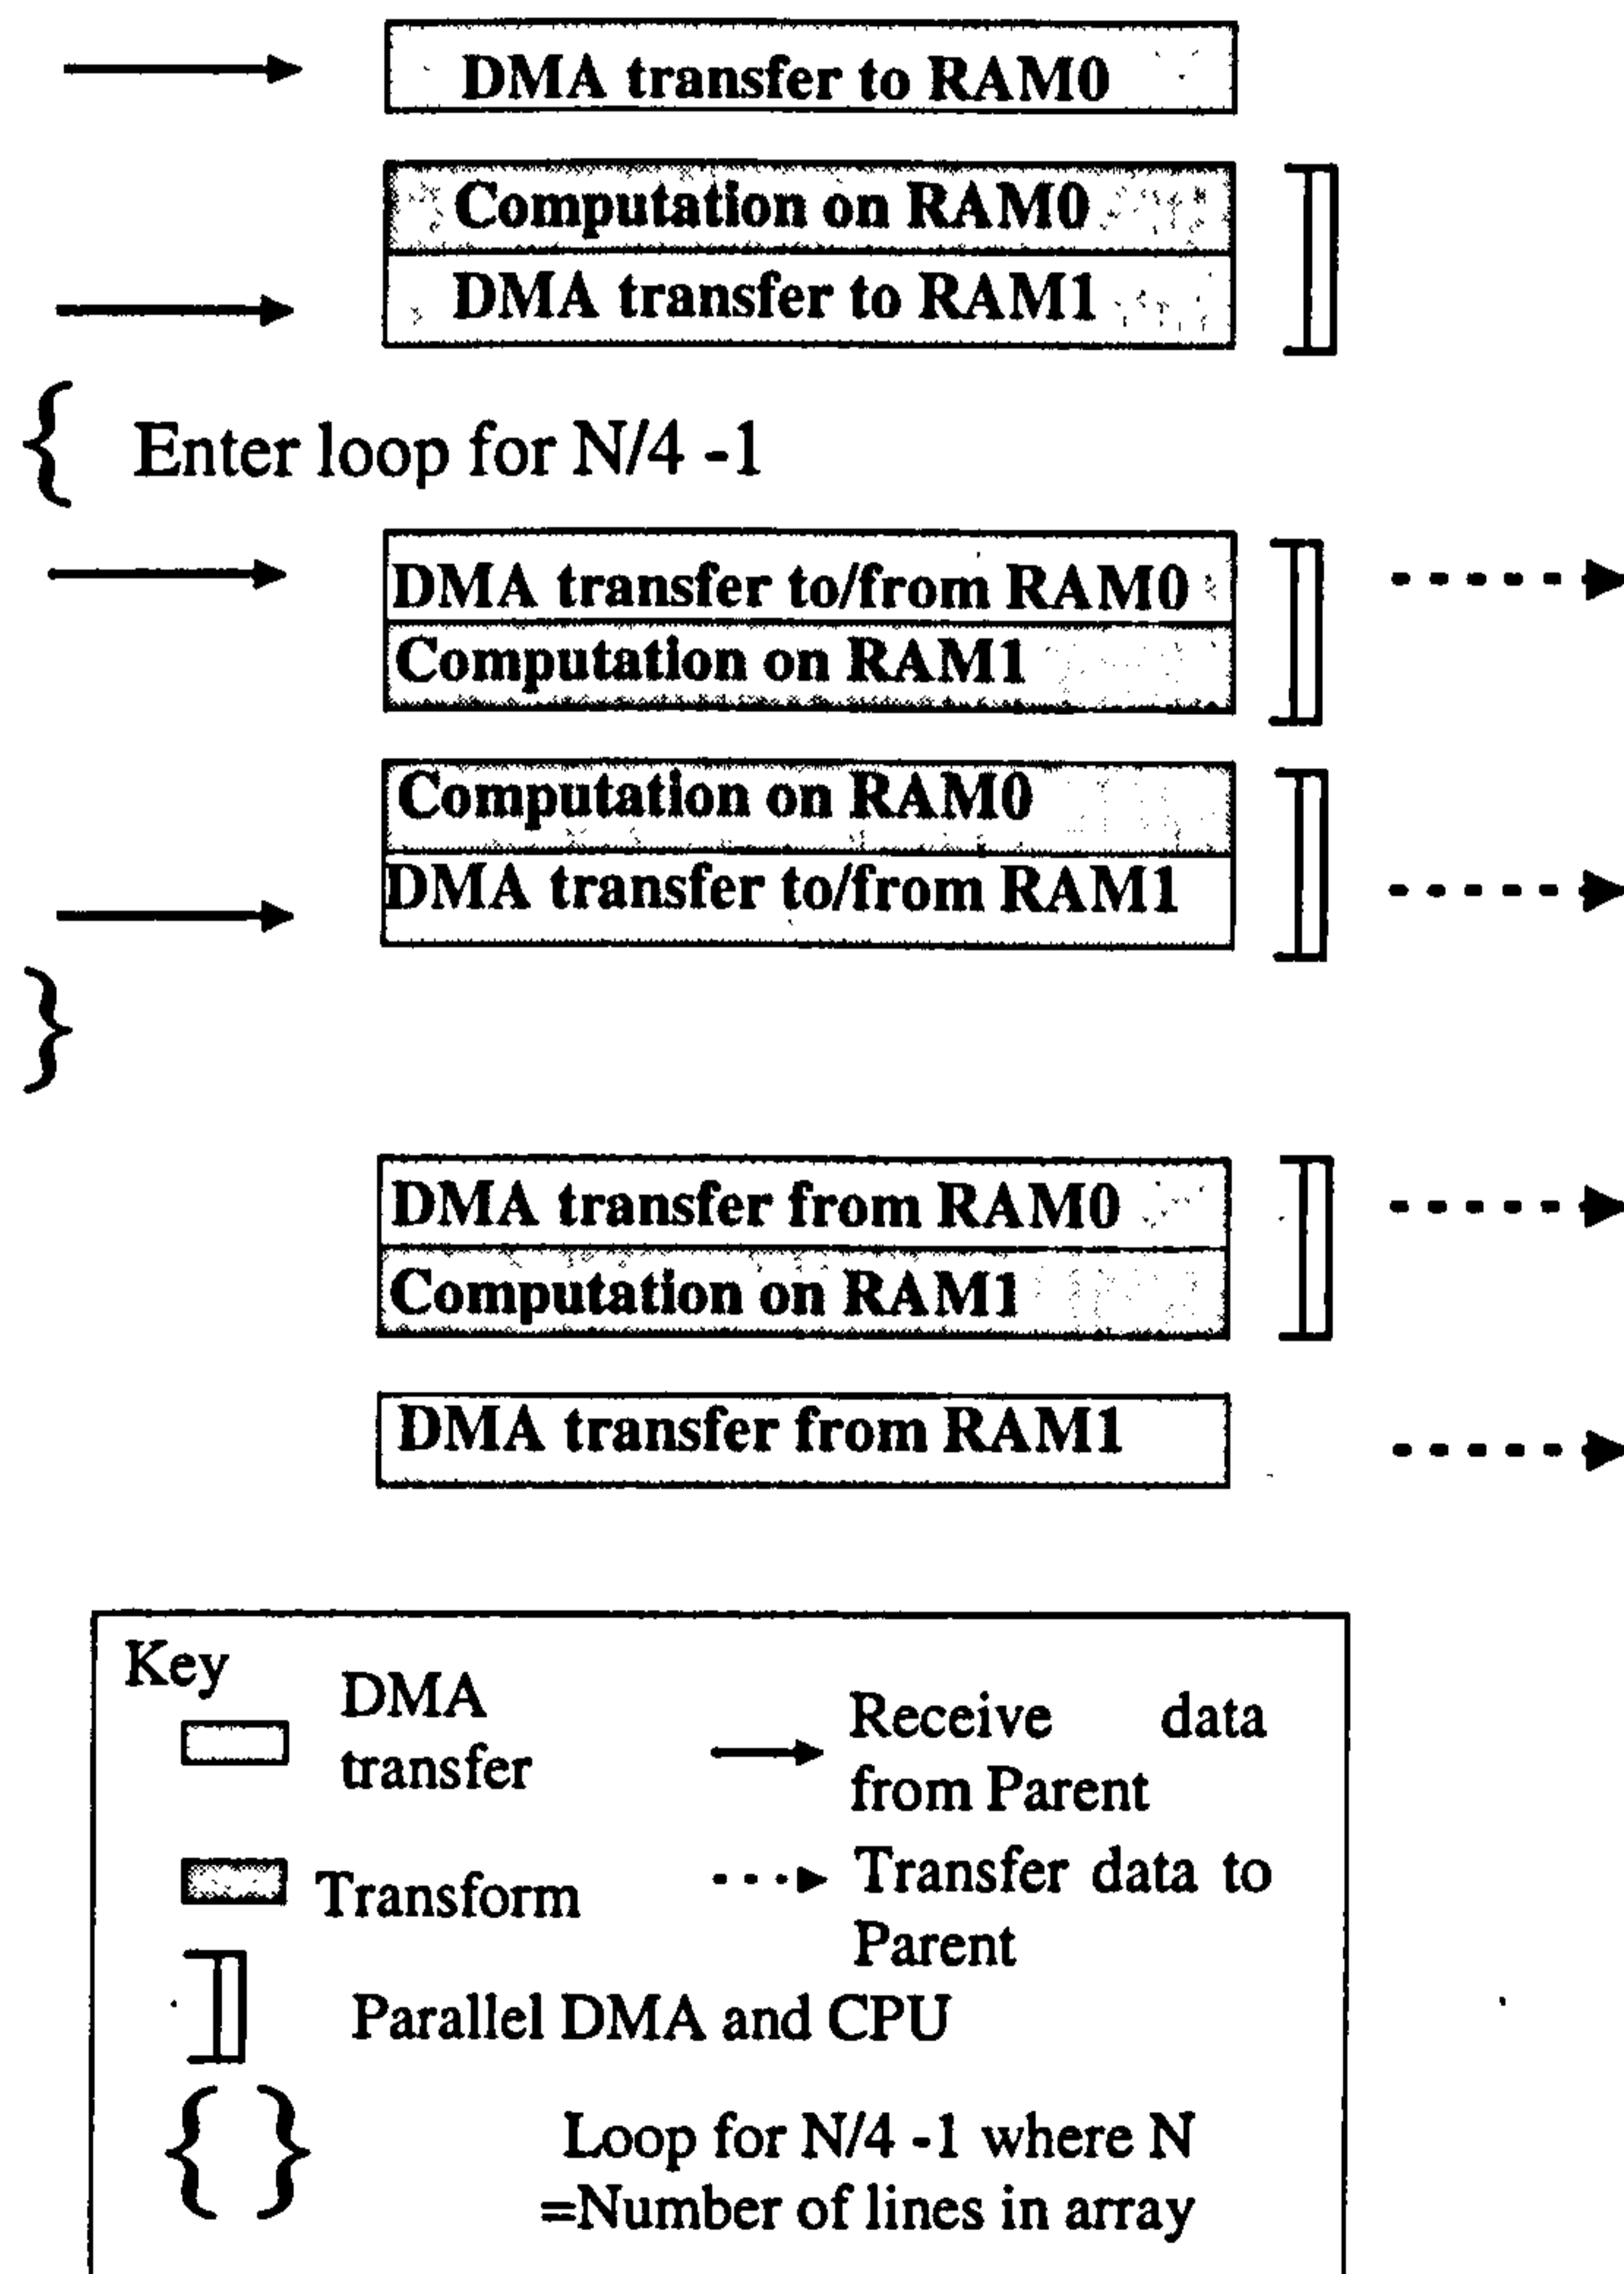 DMA transfer to RAM0
Computation on RAM0
DMA transfer to RAM1
{ Enter loop for N/4 -1
DMA transfer to/from RAM0
Computation on RAM1
Computation on RAM0
DMA transfer to/from RAM1
}
DMA transfer from RAM0
Computation on RAM1
DMA transfer from RAM1
Key
DMA
transfer
Receive data
from Parent
Transform
Transfer data to
Parent
Parallel DMA and CPU
{ }
Loop for N/4 -1 where N
=Number of lines in array